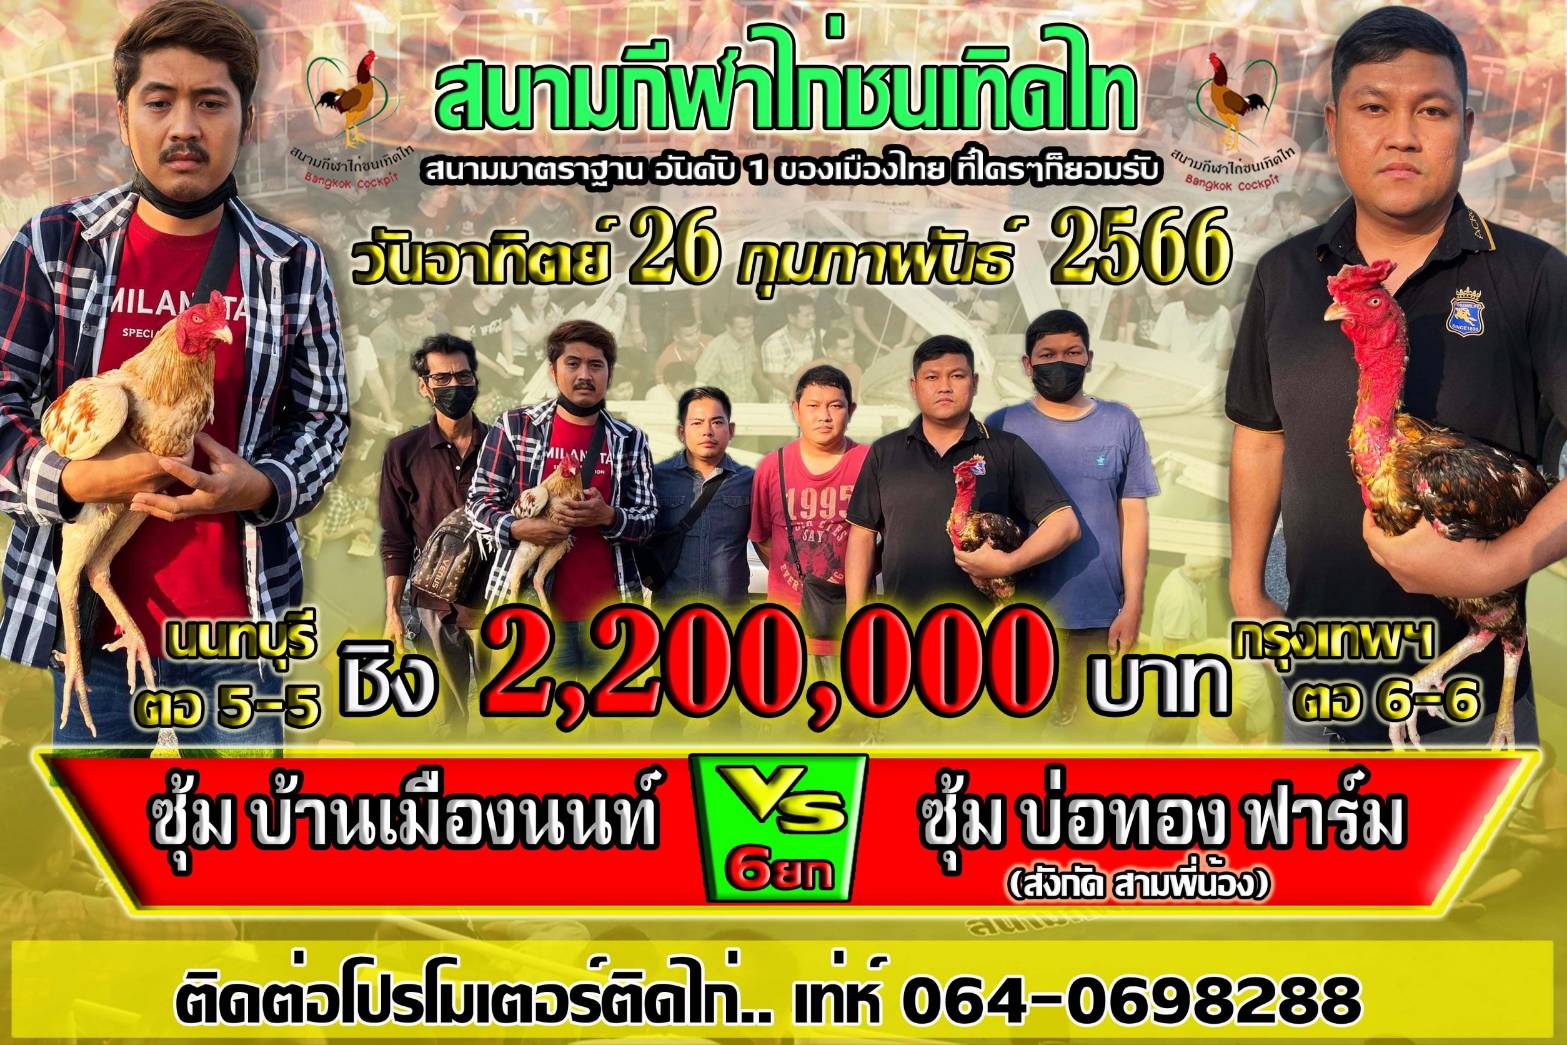 สนามกีฬาไก่ชนเทิดไท
สนามกีฬาไก่ชนเทิดไท
Bangkok Cockpit
สนามกีฬาไก่ชนเทิดไท
Bangkok Cockpit
สนามมาตราฐาน อันดับ 1 ของเมืองไทย ที่ใครๆก็ยอมรับ
วันอาทิตย์ 26 กุมภาพันธ์ 2566
1995
SAY
SINCE1890
นนทบุรี
ตอ 5-5
ชิง 2,200,000 บาท
กรุงเทพฯ
ตอ 6-6
ซุ้ม บ้านเมืองนนท์
VS
6ยก
ซุ้ม บ่อทอง ฟาร์ม
(สังกัด สามพี่น้อง)
ติดต่อโปรโมเตอร์ติดไก่.. เท่ห์ 064-0698288